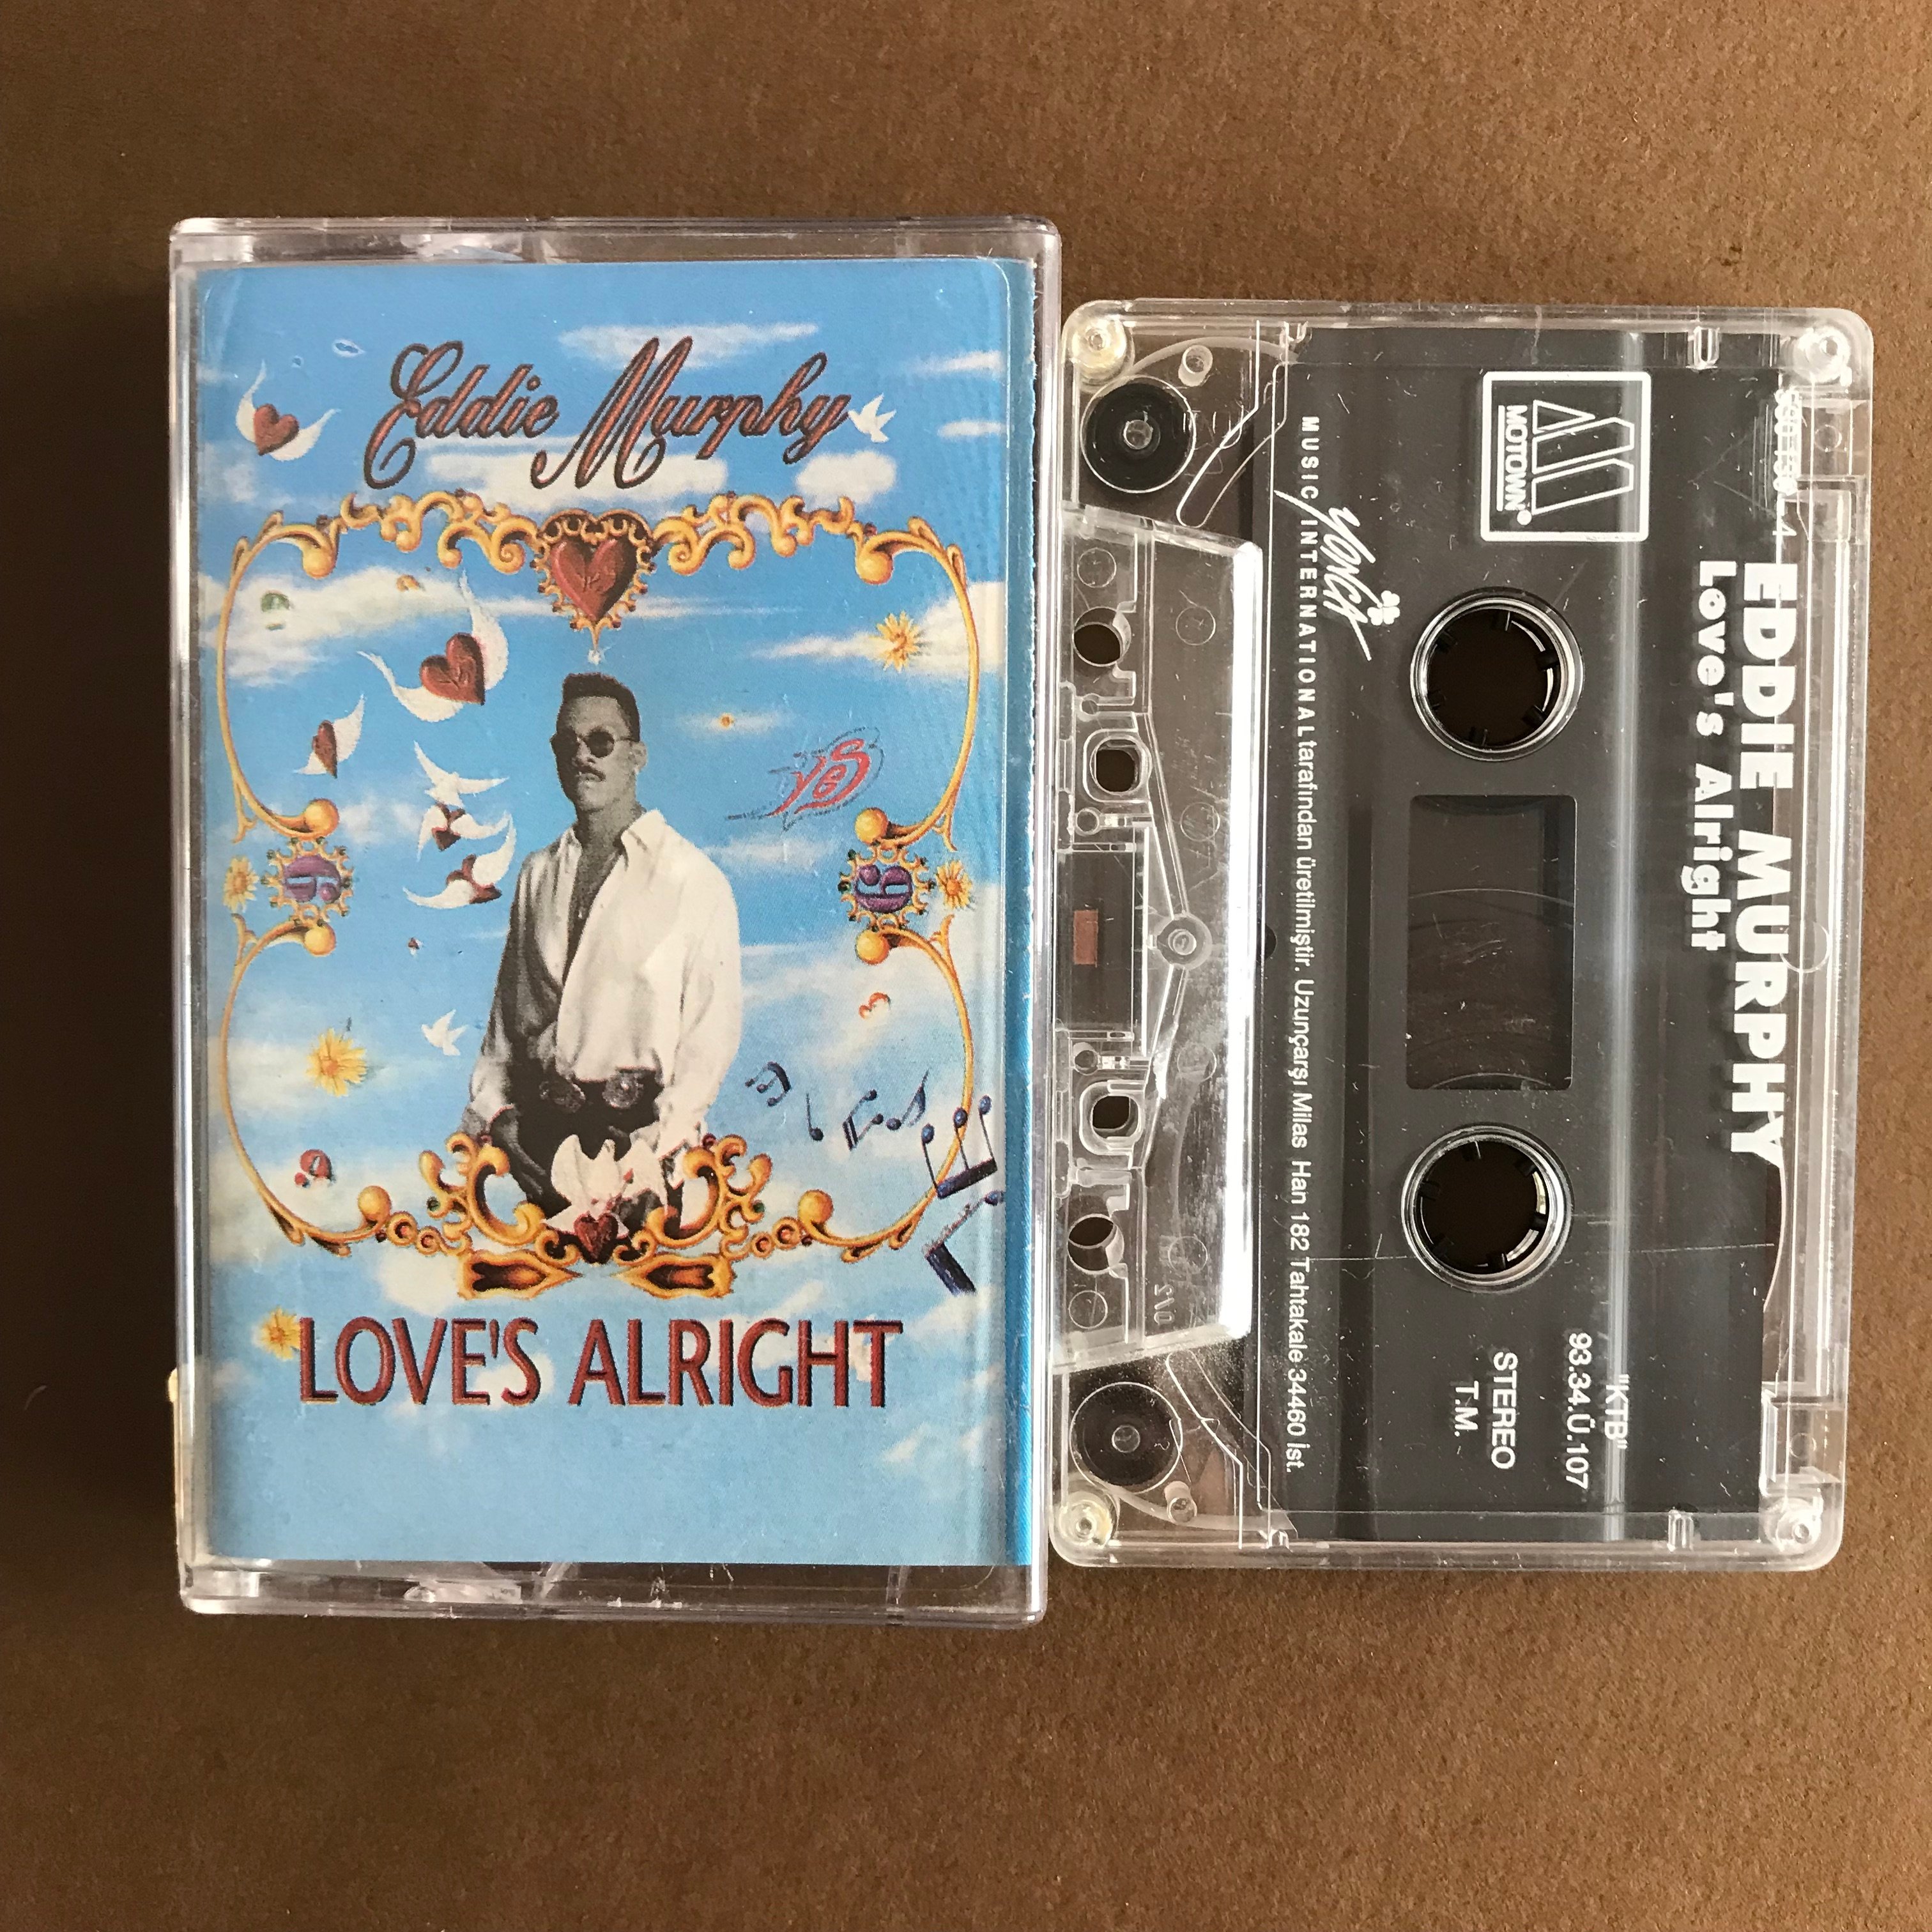 Eddie Murphy
yes
LOVE'S ALRIGHT
EDDIE MURPHY
Love's Alright
MOTOWN®
"KTB"
93.34.Ü.107
STEREO
T.M.
MUSIC INTERNATIONAL tarafından üretilmiştir. Uzunçarşı Milas Han 182 Tahtakale 34460 İst.